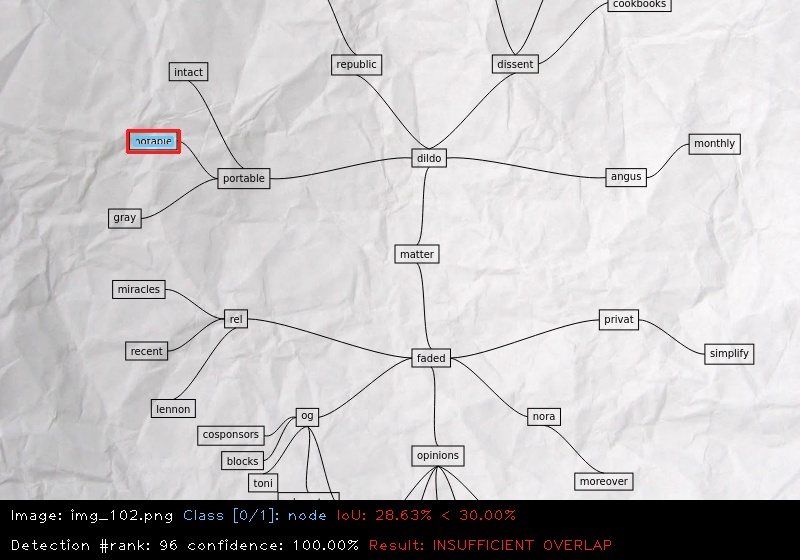 cookbooks
republic
dissent
intact
notable
monthly
dildo
portable
angus
gray
matter
miracles
rel
privat
recent
faded
simplify
lennon
og
nora
cosponsors
opinions
blocks
toni
moreover
Image: img_102.png Class [0/1]: node IoU: 28.63% < 30.00%
Detection #rank: 96 confidence: 100.00% Result: INSUFFICIENT OVERLAP